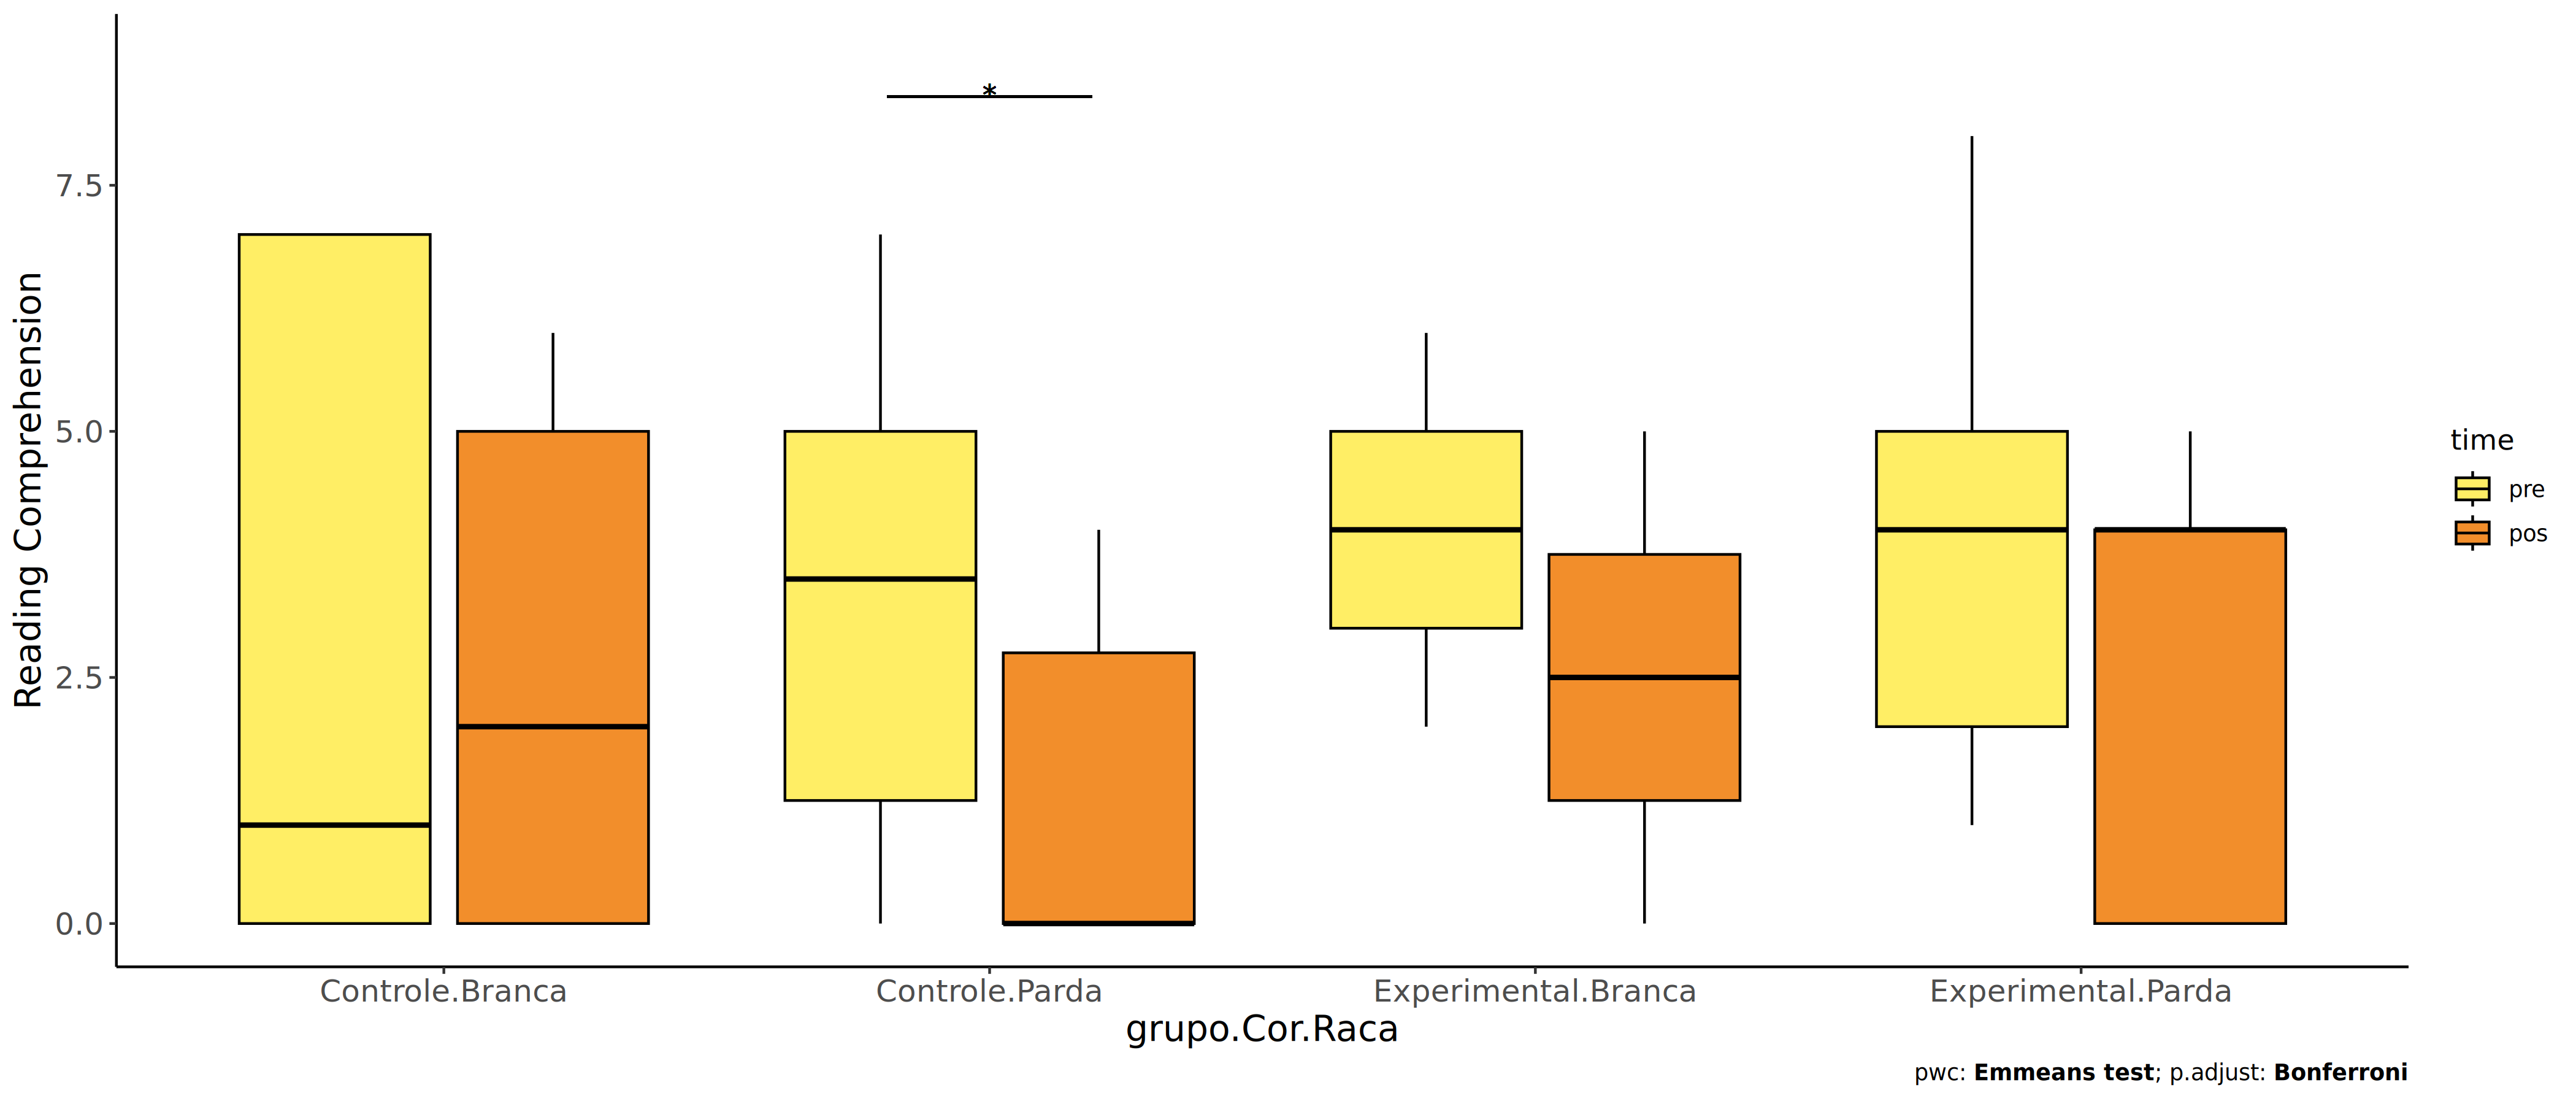 *
7.5
5.0
2.5
0.0
Reading Comprehension
Controle.Branca
Controle.Parda
Experimental.Branca
Experimental.Parda
grupo.Cor.Raca
time
pre
pos
pwc: Emmeans test; p.adjust: Bonferroni